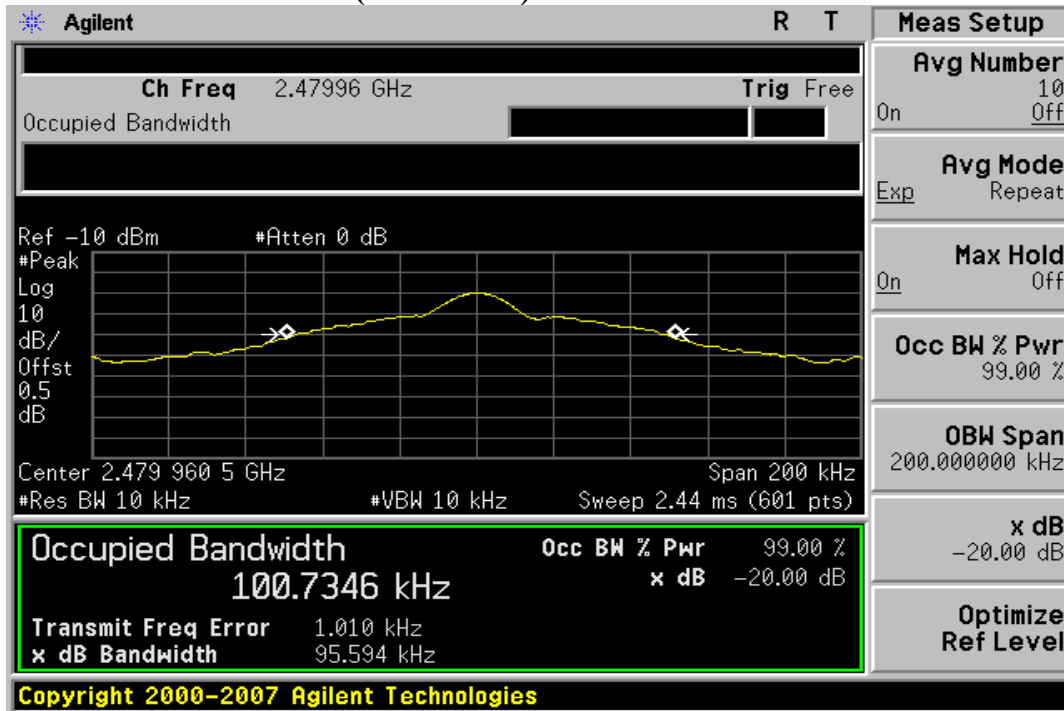 Agilent R T
Ch Freq 2.47996 GHz Trig Free
Occupied Bandwidth
Ref -10 dBm #Atten 0 dB
#Peak
Log
10
dB/
Offst
0.5
dB
Center 2.479 960 5 GHz Span 200 kHz
#Res BW 10 kHz #VBW 10 kHz Sweep 2.44 ms (601 pts)
Occupied Bandwidth
100.7346 kHz
Occ BW % Pwr 99.00 %
x dB -20.00 dB
Transmit Freq Error 1.010 kHz
x dB Bandwidth 95.594 kHz
Copyright 2000-2007 Agilent Technologies
Meas Setup
Avg Number
10
On Off
Avg Mode
Exp Repeat
Max Hold
On Off
Occ BW % Pwr
99.00 %
OBW Span
200.000000 kHz
x dB
-20.00 dB
Optimize
Ref Level